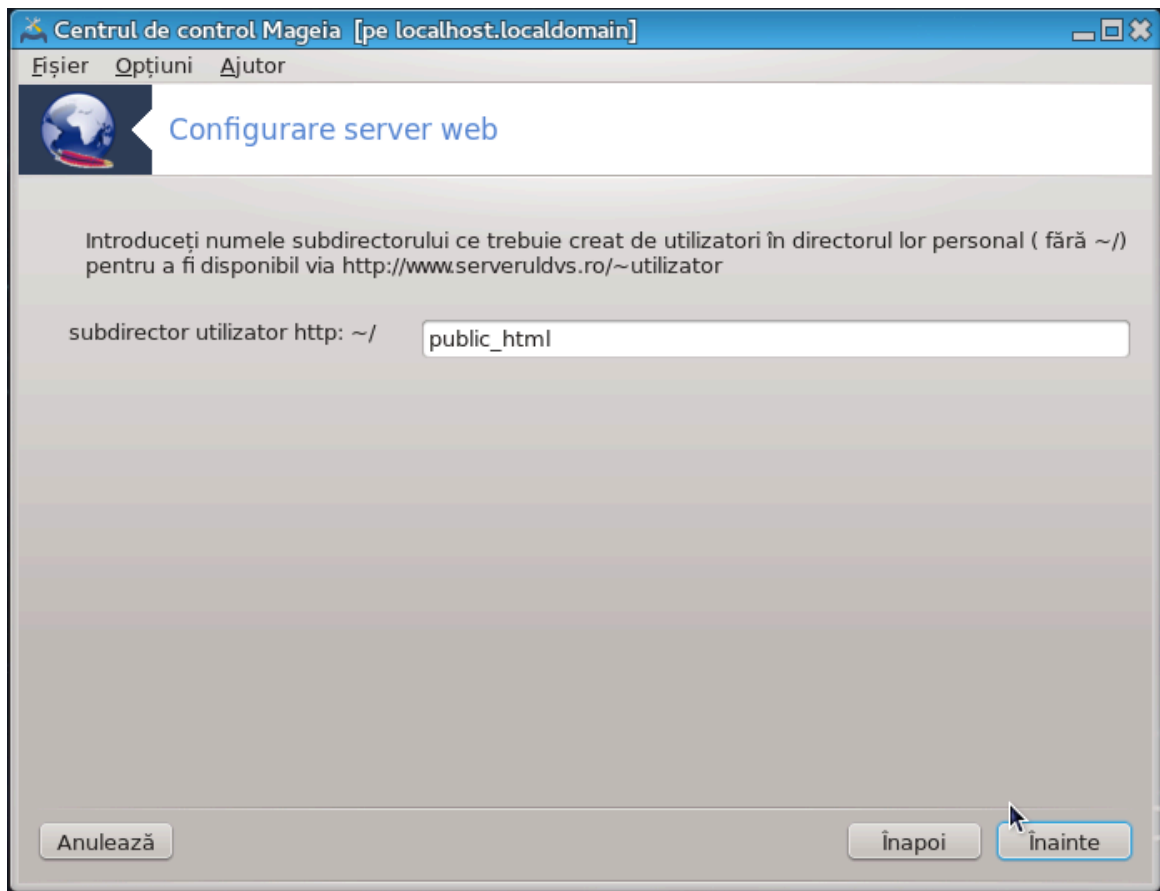 Centrul de control Mageia [pe localhost.localdomain]
Fișier Opțiuni Ajutor
Configurare server web
Introduceți numele subdirectorului ce trebuie creat de utilizatori în directorul lor personal ( fără ~/)
pentru a fi disponibil via http://www.serveruldvs.ro/~utilizator
subdirector utilizator http: ~/ public_html
Anulează Înapoi Înainte